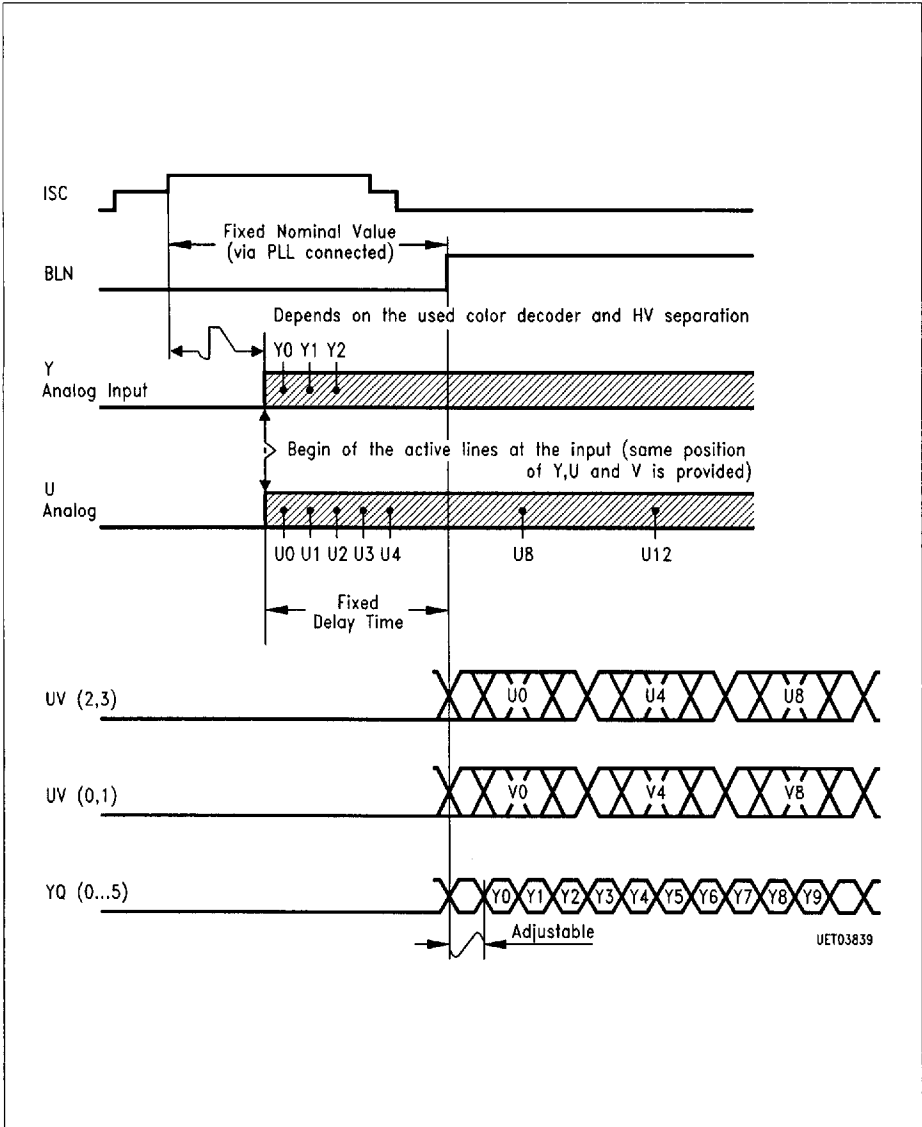 ISC
Fixed Nominal Value
(via PLL connected)
BLN
Depends on the used color decoder and HV separation
Y0 Y1 Y2
Y
Analog Input
Begin of the active lines at the input (same position
of Y,U and V is provided)
U
Analog
U0 U1 U2 U3 U4 U8 U12
Fixed
Delay Time
UV (2,3) U0 U4 U8
UV (0,1) V0 V4 V8
YQ (0...5) Y0 Y1 Y2 Y3 Y4 Y5 Y6 Y7 Y8 Y9
Adjustable
UET03839